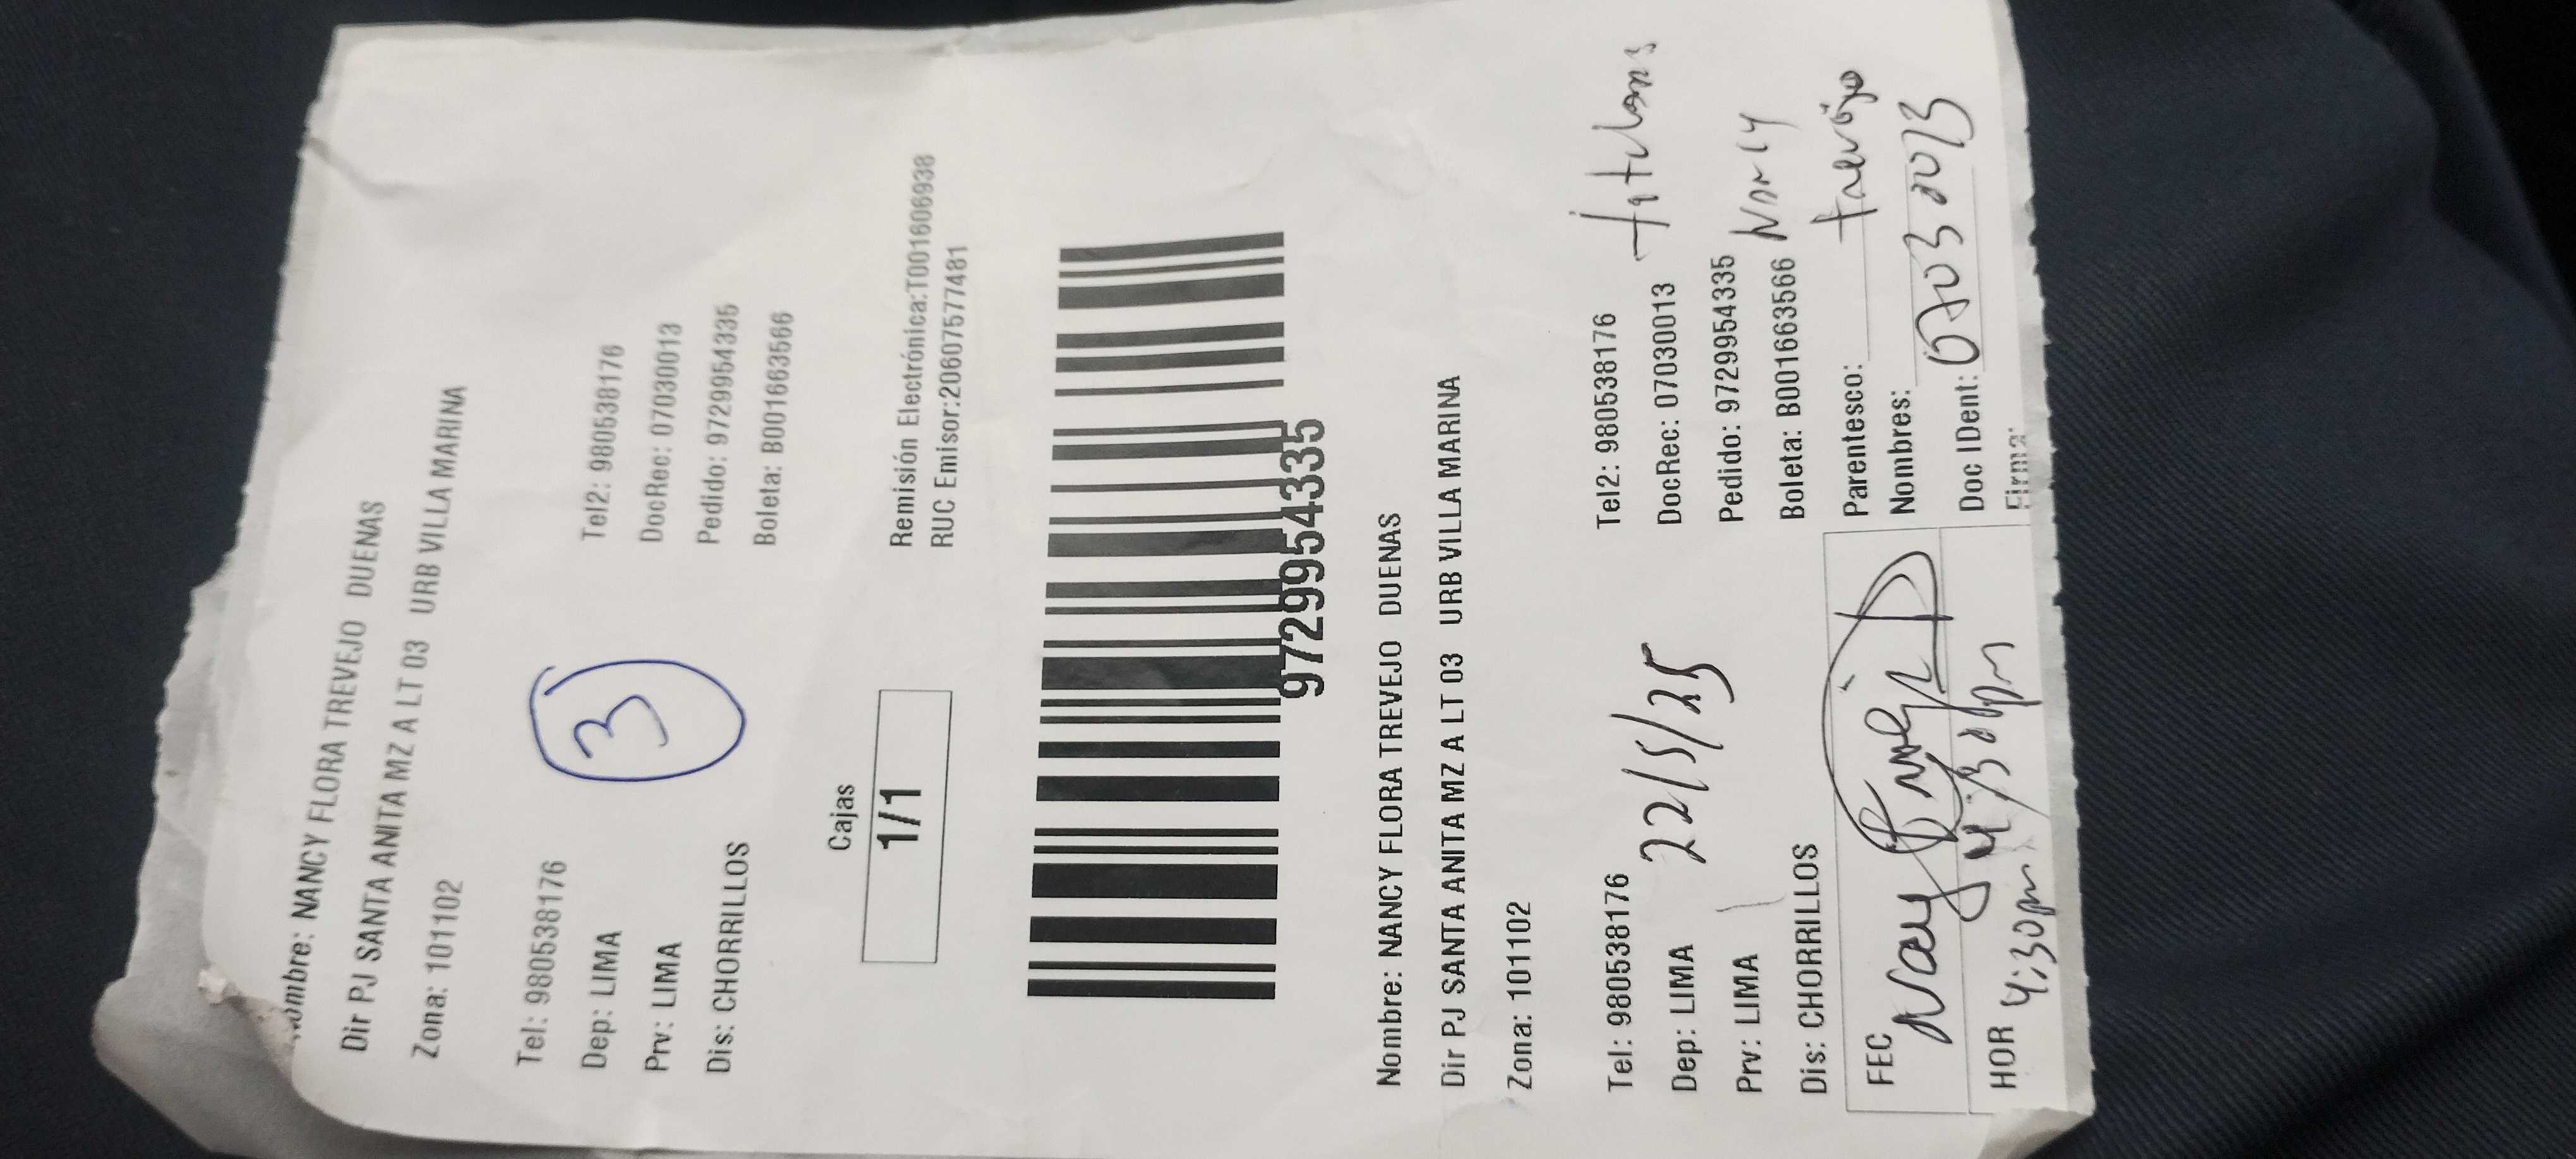 Nombre: NANCY FLORA TREVEJO DUENAS
Dir PJ SANTA ANITA MZ A LT 03 URB VILLA MARINA
Zona: 101102
Tel: 980538176 Tel2: 980538176
Dep: LIMA DocRec: 07030013
Prv: LIMA Pedido: 9729954335
Dis: CHORRILLOS Boleta: B001663566
3
Cajas
1/1
Remisión Electrónica:T001606938
RUC Emisor:20607577481
9729954335
Nombre: NANCY FLORA TREVEJO DUENAS
Dir PJ SANTA ANITA MZ A LT 03 URB VILLA MARINA
Zona: 101102
Tel: 980538176 Tel2: 980538176
Dep: LIMA DocRec: 07030013
22/5/25
Prv: LIMA Pedido: 9729954335
Dis: CHORRILLOS Boleta: B001663566
FEC Parentesco:
Nombres:
HOR 4:30pm Doc IDent:
4:30pm Firma: